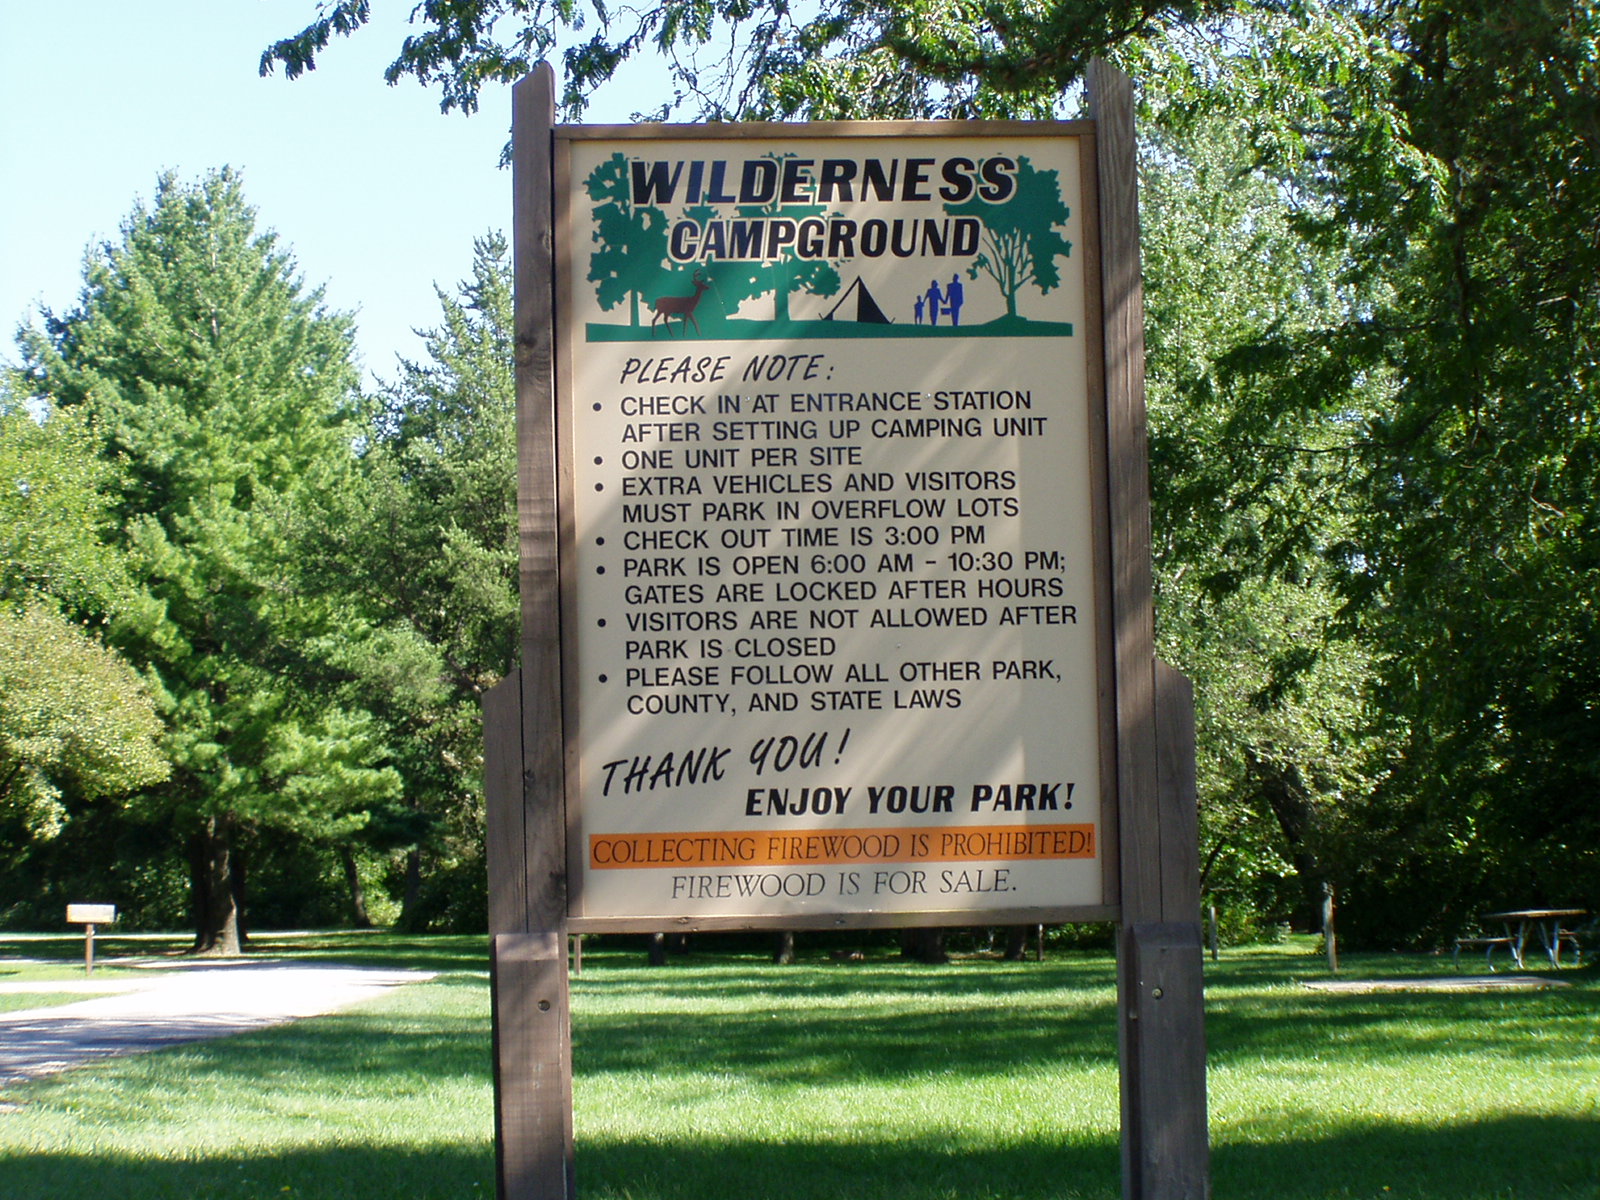 WILDERNESS
CAMPGROUND
PLEASE NOTE:
• CHECK IN AT ENTRANCE STATION
AFTER SETTING UP CAMPING UNIT
• ONE UNIT PER SITE
• EXTRA VEHICLES AND VISITORS
MUST PARK IN OVERFLOW LOTS
• CHECK OUT TIME IS 3:00 PM
• PARK IS OPEN 6:00 AM - 10:30 PM;
GATES ARE LOCKED AFTER HOURS
• VISITORS ARE NOT ALLOWED AFTER
PARK IS CLOSED
• PLEASE FOLLOW ALL OTHER PARK,
COUNTY, AND STATE LAWS
THANK YOU!
ENJOY YOUR PARK!
COLLECTING FIREWOOD IS PROHIBITED!
FIREWOOD IS FOR SALE.